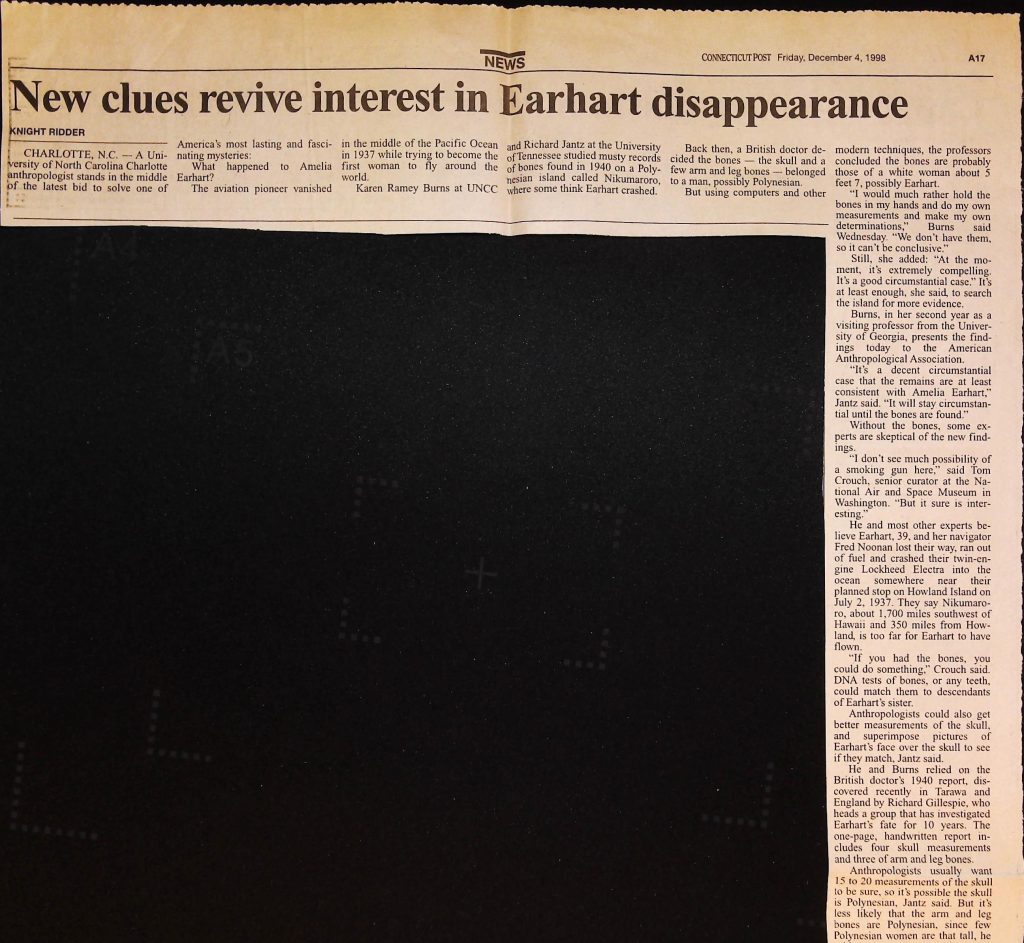 NEWS
CONNECTICUT POST Friday, December 4, 1998 A17
New clues revive interest in Earhart disappearance
KNIGHT RIDDER
CHARLOTTE, N.C. — A Uni-
versity of North Carolina Charlotte
anthropologist stands in the middle
of the latest bid to solve one of
America's most lasting and fasci-
nating mysteries:
What happened to Amelia
Earhart?
The aviation pioneer vanished
in the middle of the Pacific Ocean
in 1937 while trying to become the
first woman to fly around the
world.
Karen Ramey Burns at UNCC
and Richard Jantz at the University
of Tennessee studied musty records
of bones found in 1940 on a Poly-
nesian island called Nikumaroro,
where some think Earhart crashed.
Back then, a British doctor de-
cided the bones — the skull and a
few arm and leg bones — belonged
to a man, possibly Polynesian.
But using computers and other
modern techniques, the professors
concluded the bones are probably
those of a white woman about 5
feet 7, possibly Earhart.
"I would much rather hold the
bones in my hands and do my own
measurements and make my own
determinations," Burns said
Wednesday. "We don't have them,
so it can't be conclusive."
Still, she added: "At the mo-
ment, it's extremely compelling.
It's a good circumstantial case." It's
at least enough, she said, to search
the island for more evidence.
Burns, in her second year as a
visiting professor from the Univer-
sity of Georgia, presents the find-
ings today to the American
Anthropological Association.
"It's a decent circumstantial
case that the remains are at least
consistent with Amelia Earhart,"
Jantz said. "It will stay circumstan-
tial until the bones are found."
Without the bones, some ex-
perts are skeptical of the new find-
ings.
"I don't see much possibility of
a smoking gun here," said Tom
Crouch, senior curator at the Na-
tional Air and Space Museum in
Washington. "But it sure is inter-
esting."
He and most other experts be-
lieve Earhart, 39, and her navigator
Fred Noonan lost their way, ran out
of fuel and crashed their twin-en-
gine Lockheed Electra into the
ocean somewhere near their
planned stop on Howland Island on
July 2, 1937. They say Nikumaro-
ro, about 1,700 miles southwest of
Hawaii and 350 miles from How-
land, is too far for Earhart to have
flown.
"If you had the bones, you
could do something," Crouch said.
DNA tests of bones, or any teeth,
could match them to descendants
of Earhart's sister.
Anthropologists could also get
better measurements of the skull,
and superimpose pictures of
Earhart's face over the skull to see
if they match, Jantz said.
He and Burns relied on the
British doctor's 1940 report, dis-
covered recently in Tarawa and
England by Richard Gillespie, who
heads a group that has investigated
Earhart's fate for 10 years. The
one-page, handwritten report in-
cludes four skull measurements
and three of arm and leg bones.
Anthropologists usually want
15 to 20 measurements of the skull
to be sure, so it's possible the skull
is Polynesian, Jantz said. But it's
less likely that the arm and leg
bones are Polynesian, since few
Polynesian women are that tall, he